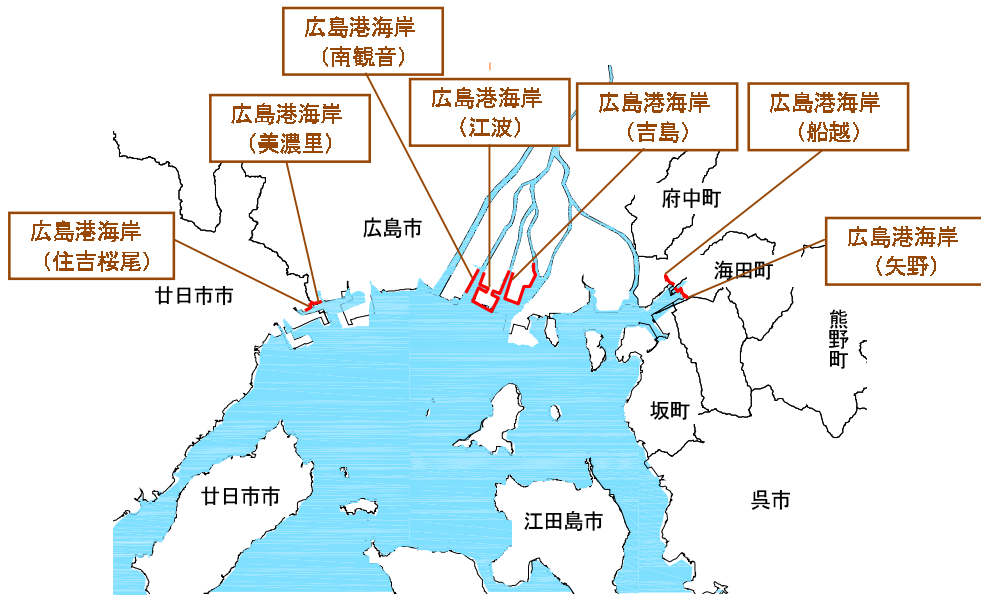 広島港海岸
（南観音）
広島港海岸
（江波）
広島港海岸
（吉島）
広島港海岸
（船越）
広島港海岸
（美濃里）
広島港海岸
（住吉桜尾）
広島港海岸
（矢野）
府中町
広島市
海田町
廿日市市
熊野町
坂町
廿日市市
江田島市
呉市